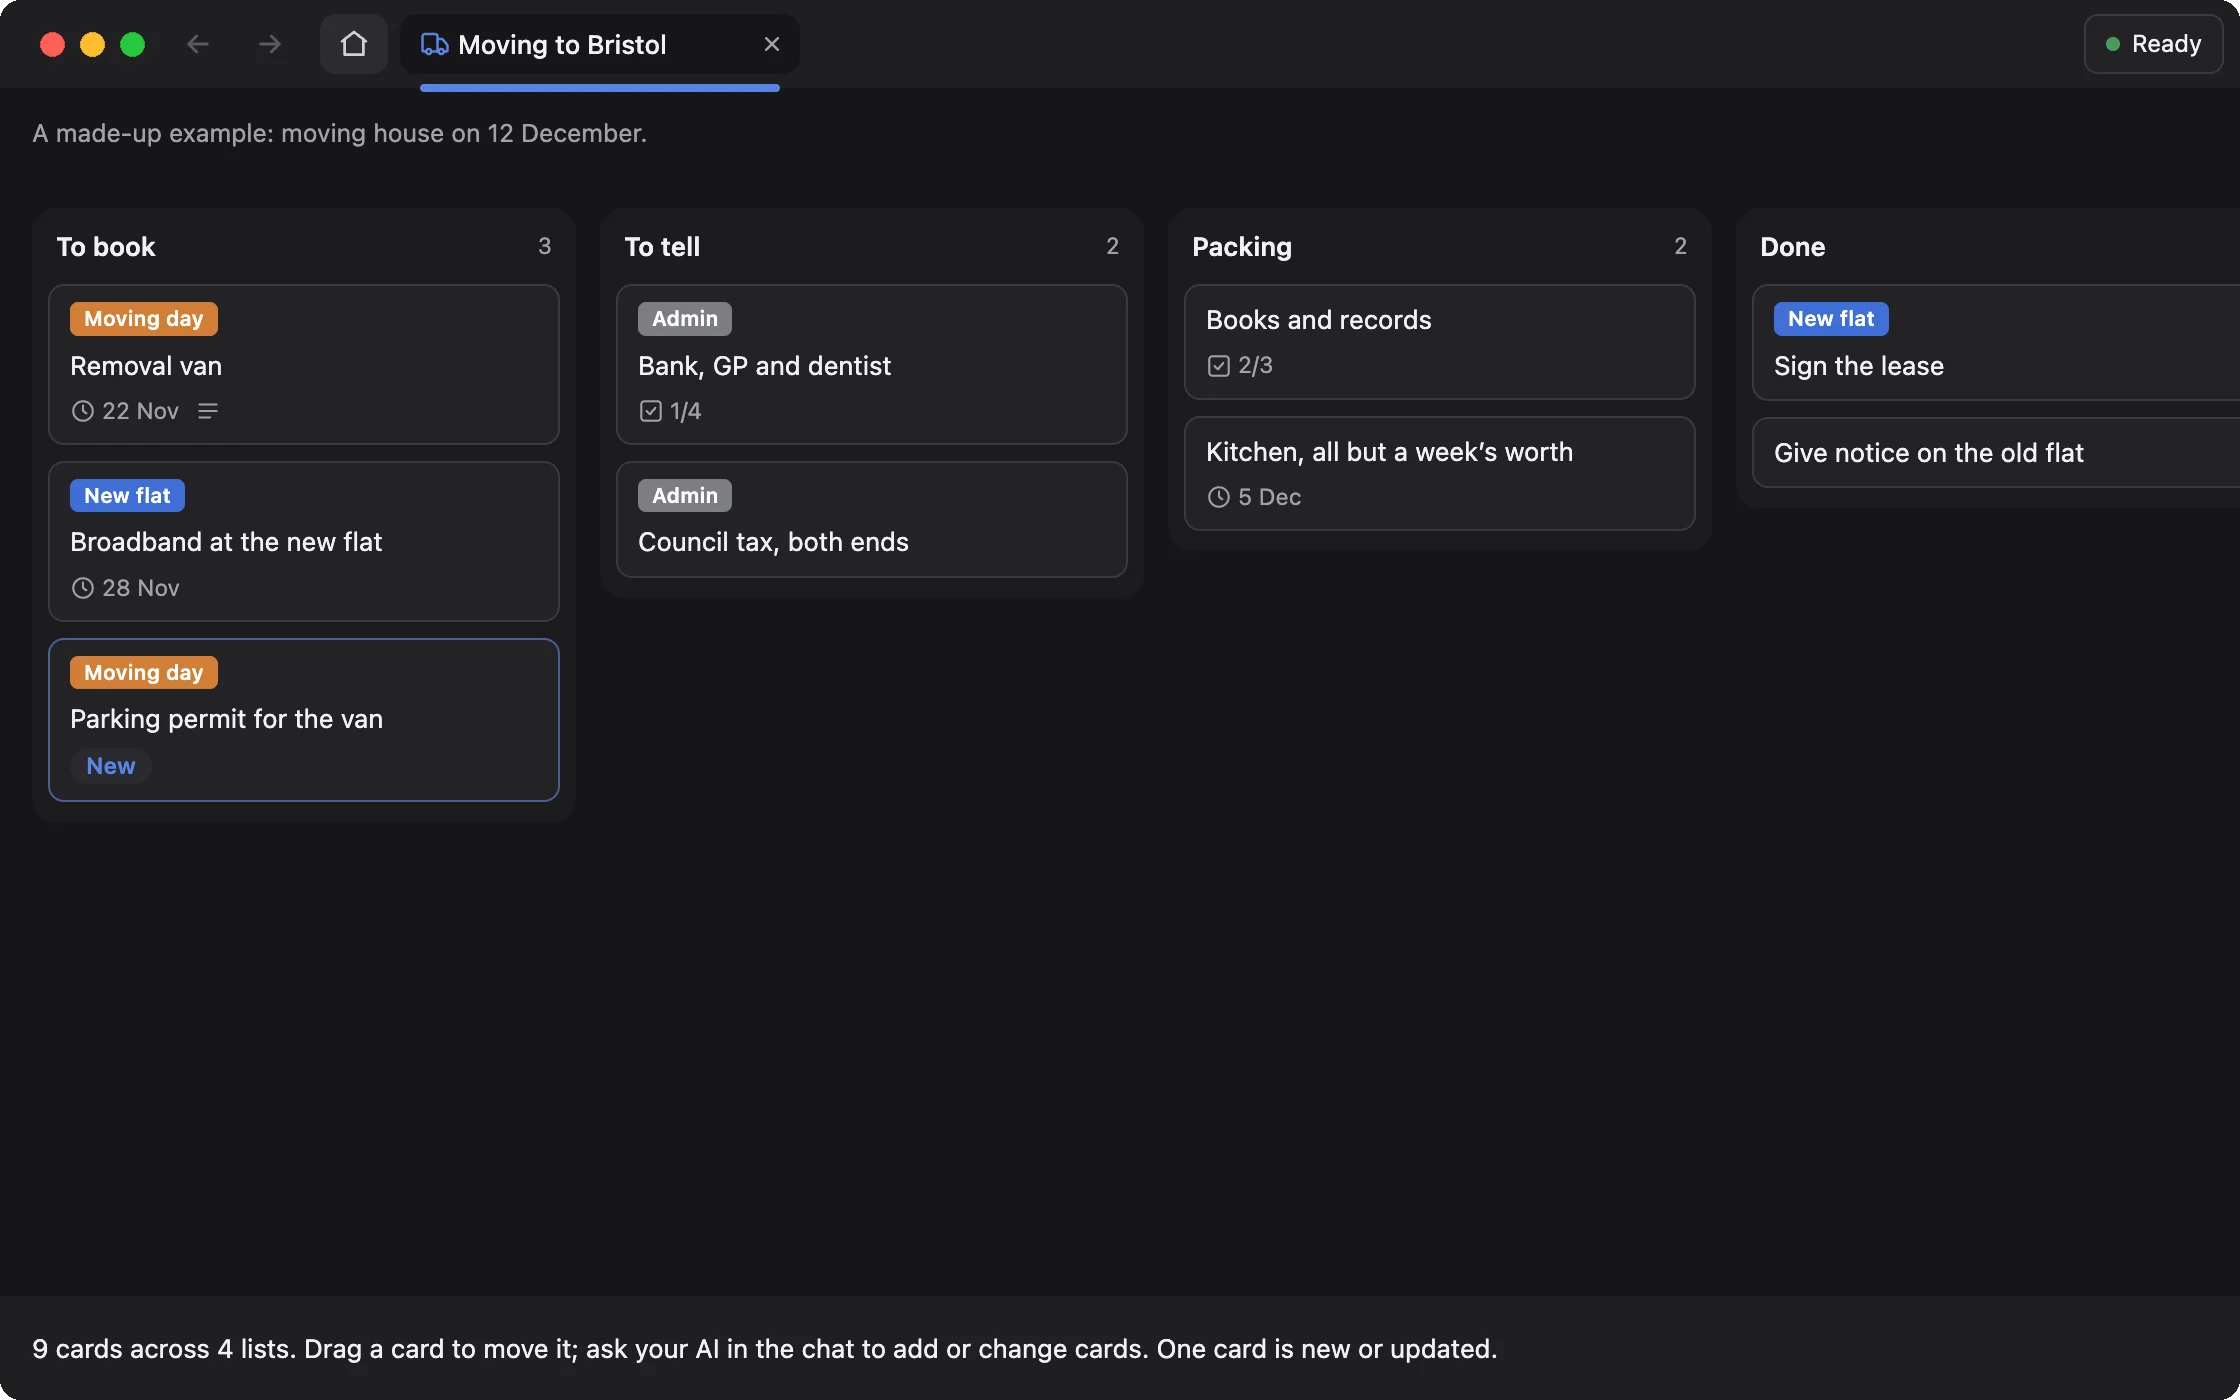 Moving to Bristol
Ready
A made-up example: moving house on 12 December.
To book 3
Moving day
Removal van
22 Nov
New flat
Broadband at the new flat
28 Nov
Moving day
Parking permit for the van
New
To tell 2
Admin
Bank, GP and dentist
1/4
Admin
Council tax, both ends
Packing 2
Books and records
2/3
Kitchen, all but a week’s worth
5 Dec
Done
New flat
Sign the lease
Give notice on the old flat
9 cards across 4 lists. Drag a card to move it; ask your AI in the chat to add or change cards. One card is new or updated.